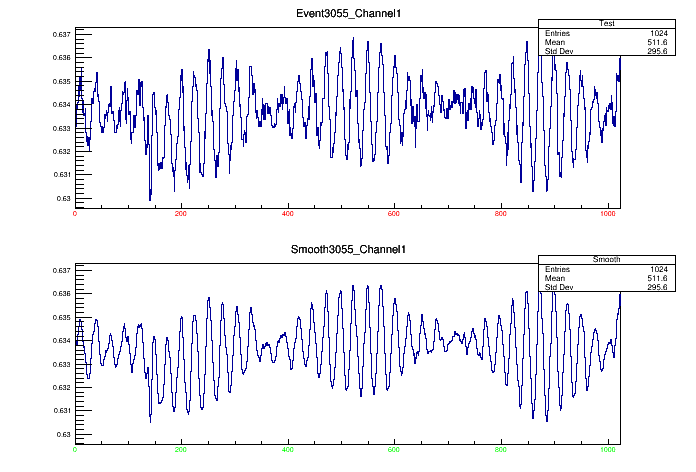 Event3055_Channel1
Test
Entries 1024
Mean 511.6
Std Dev 295.6
0.637
0.636
0.635
0.634
0.633
0.632
0.631
0.63
0 200 400 600 800 1000
Smooth3055_Channel1
Smooth
Entries 1024
Mean 511.6
Std Dev 295.6
0.637
0.636
0.635
0.634
0.633
0.632
0.631
0.63
0 200 400 600 800 1000